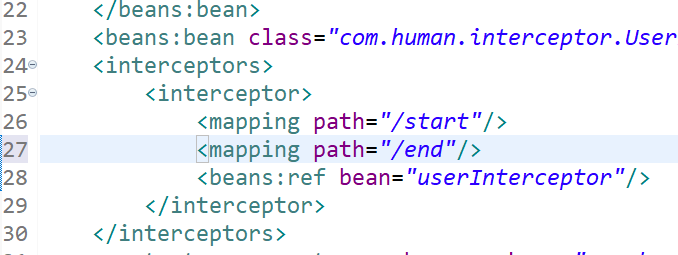 22 </beans:bean>
23 <beans:bean class="com.human.interceptor.User
24 <interceptors>
25 <interceptor>
26 <mapping path="/start"/>
27 <mapping path="/end"/>
28 <beans:ref bean="userInterceptor"/>
29 </interceptor>
30 </interceptors>